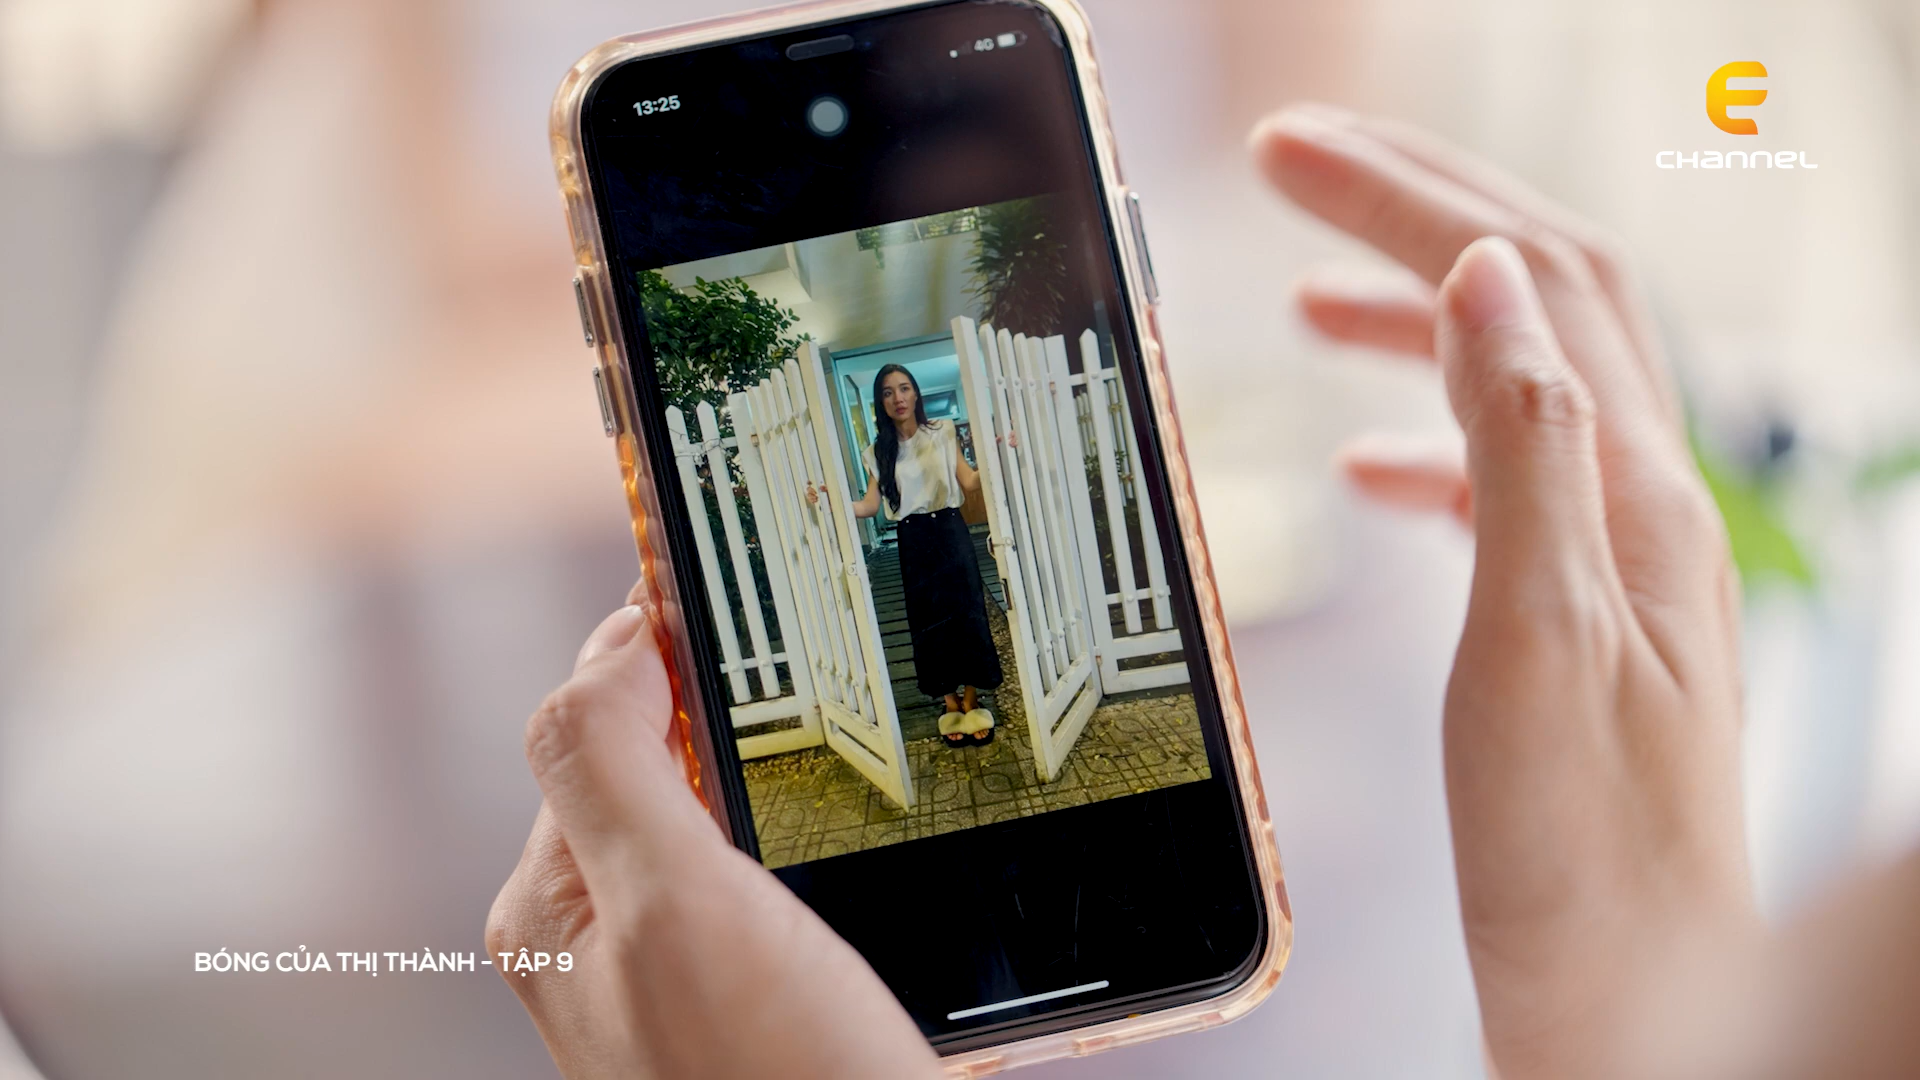 13:25
4G
E
CHANNEL
BÓNG CỦA THỊ THÀNH - TẬP 9